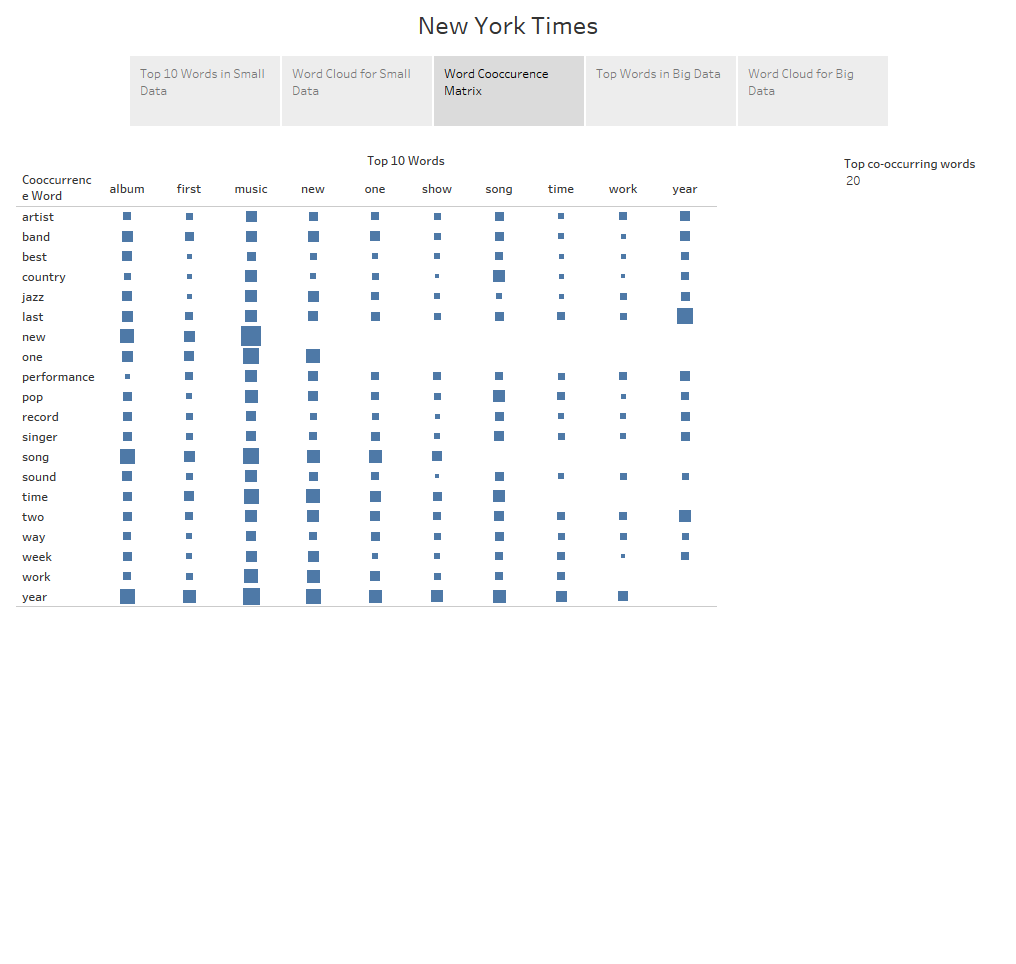 New York Times
Top 10 Words in Small
Data
Word Cloud for Small
Data
Word Cooccurence
Matrix
Top Words in Big Data
Word Cloud for Big
Data
Top 10 Words
Top co-occurring words
20
Cooccurrenc
e Word
album first music new one show song time work year
artist
band
best
country
jazz
last
new
one
performance
pop
record
singer
song
sound
time
two
way
week
work
year